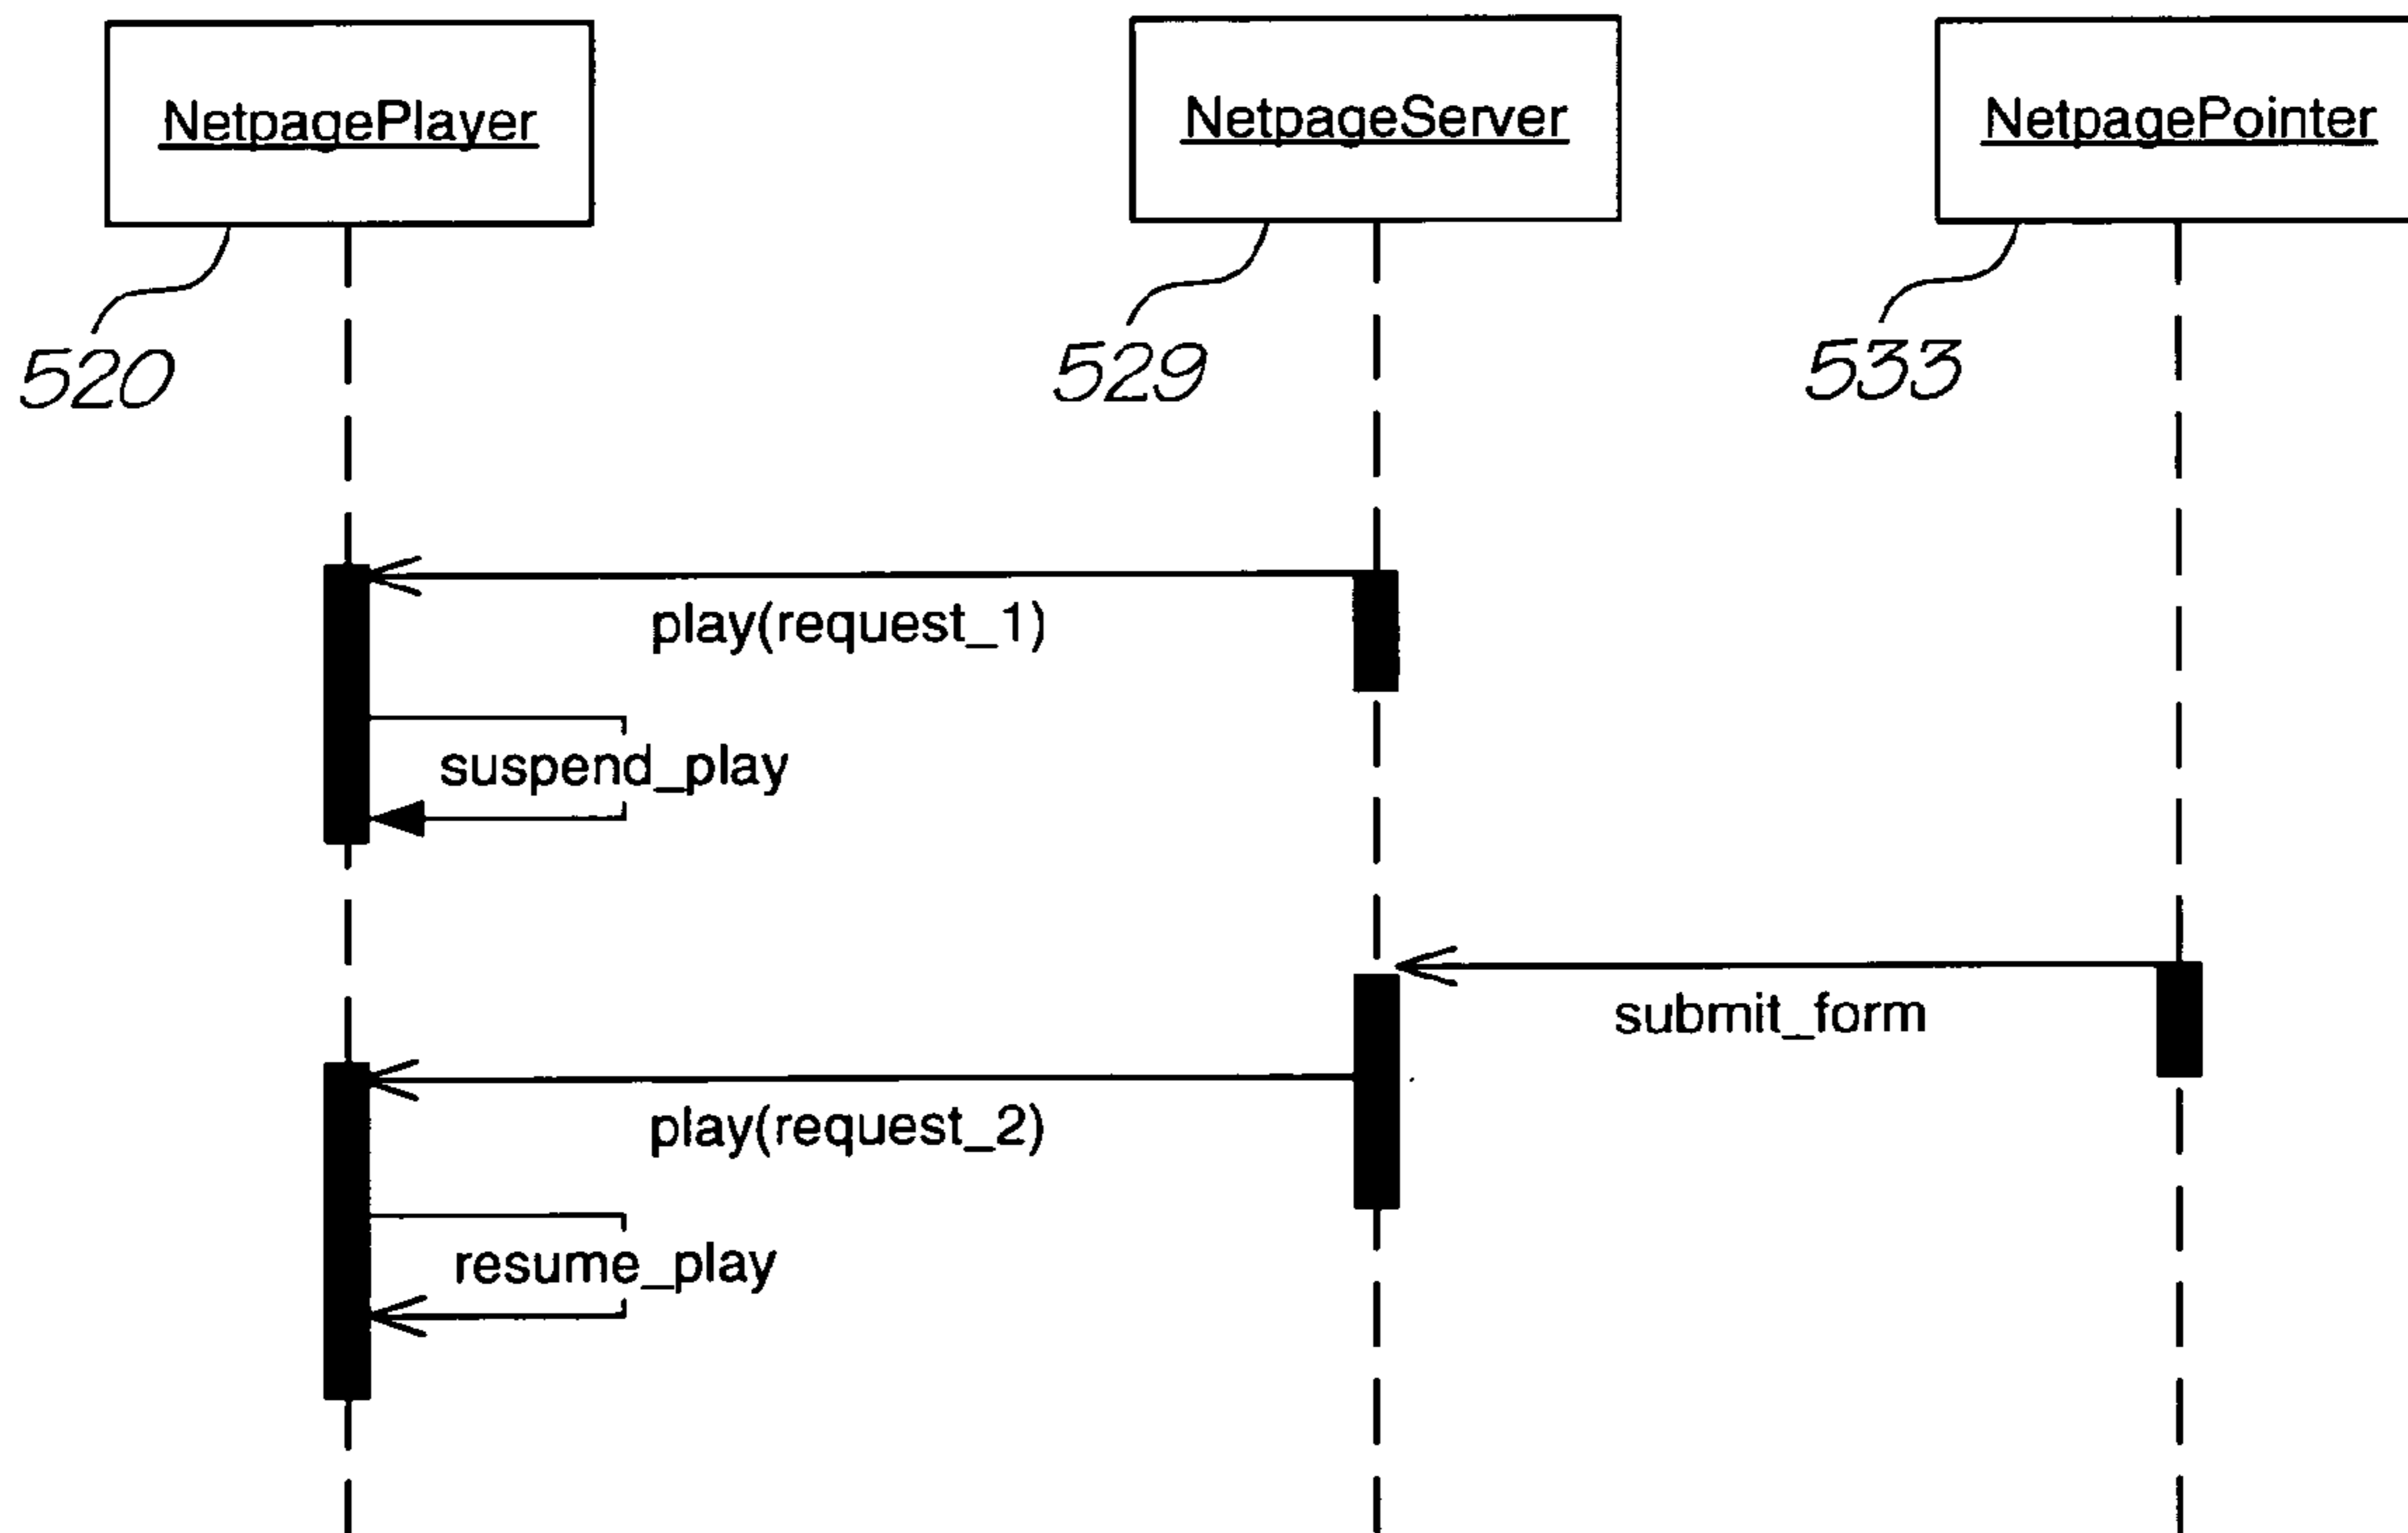 NetpagePlayer
NetpageServer
NetpagePointer
520
529
533
play(request_1)
suspend_play
submit_form
play(request_2)
resume_play